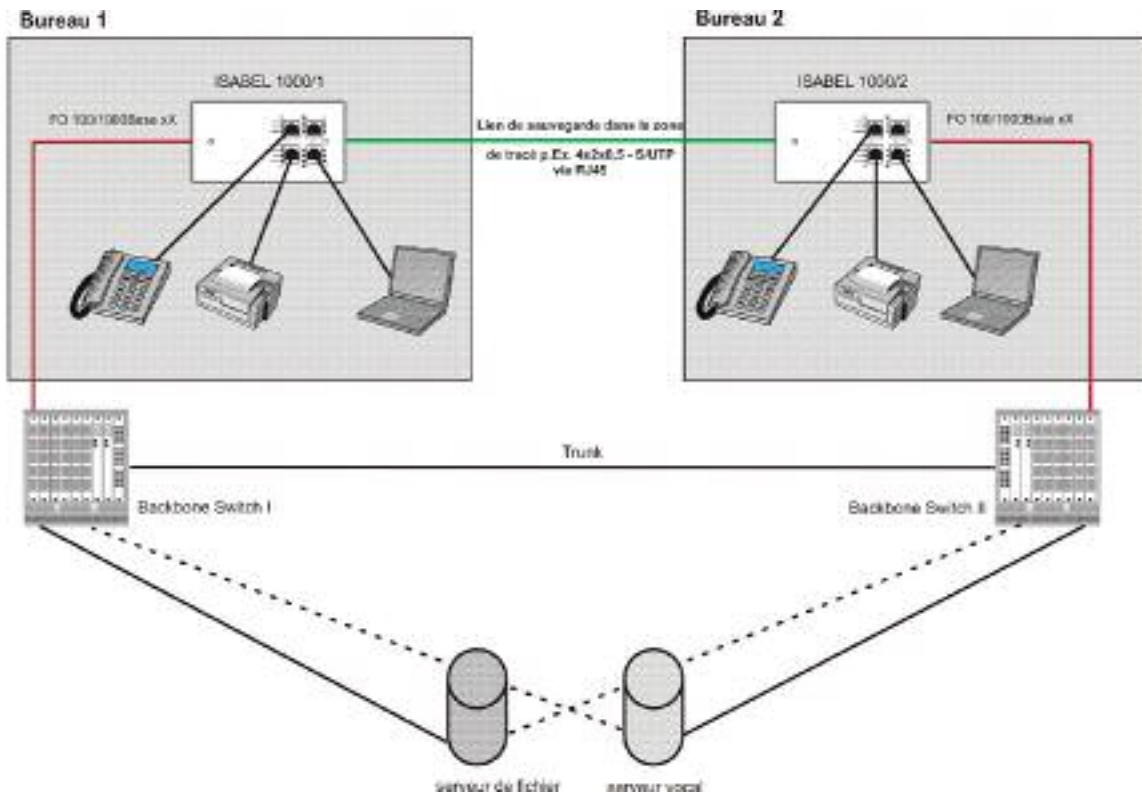 Bureau 1
Bureau 2
ISABEL 1000/1
ISABEL 1000/2
FO 100/1000Base xX
Lien de sauvegarde dans la zone
de tracé p.Ex. 4x2x0,5 - S/UTP
via RJ45
FO 100/1000Base xX
Trunk
Backbone Switch I
Backbone Switch II
serveur de fichier
serveur vocal